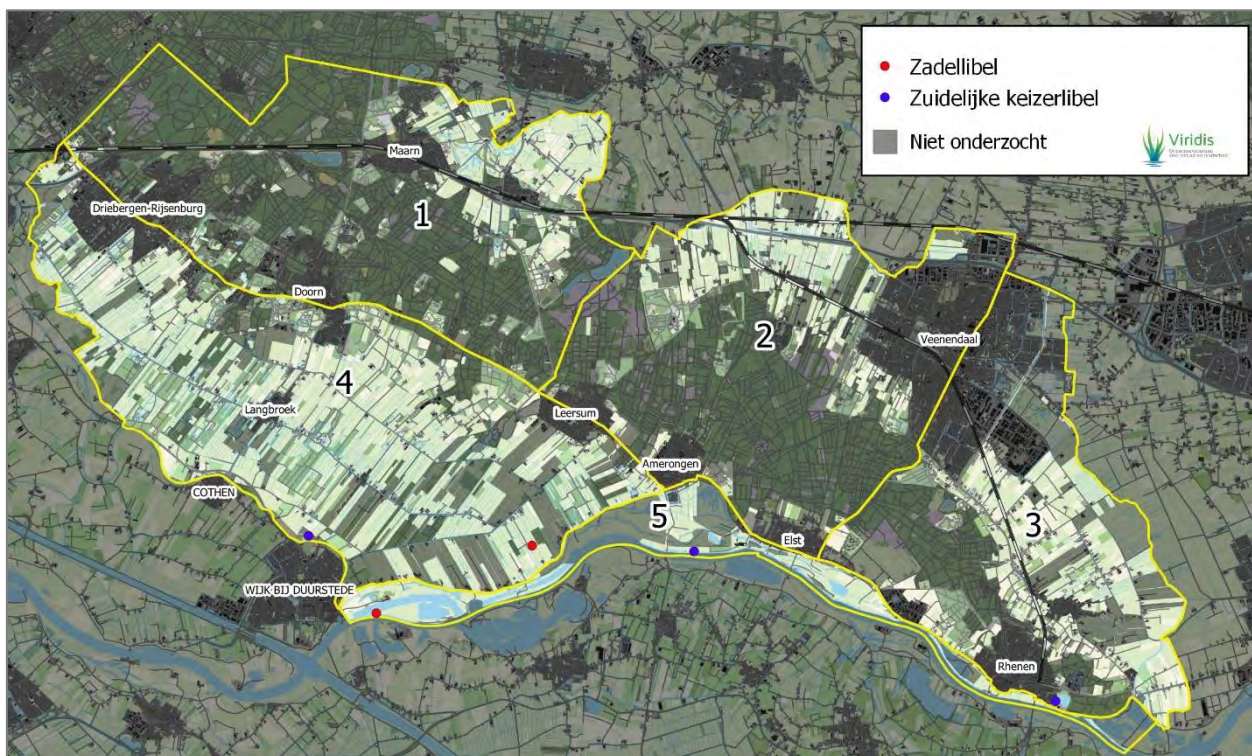 Zadellibel
Zuidelijke keizerlibel
Niet onderzocht
Viridis
Maarn
1
Driebergen-Rijsenburg
Doorn
2
Veenendaal
4
Langbroek
Leersum
Amerongen
COTHEN
5
Elst
3
WIJK BIJ DUURSTEDE
Rhenen